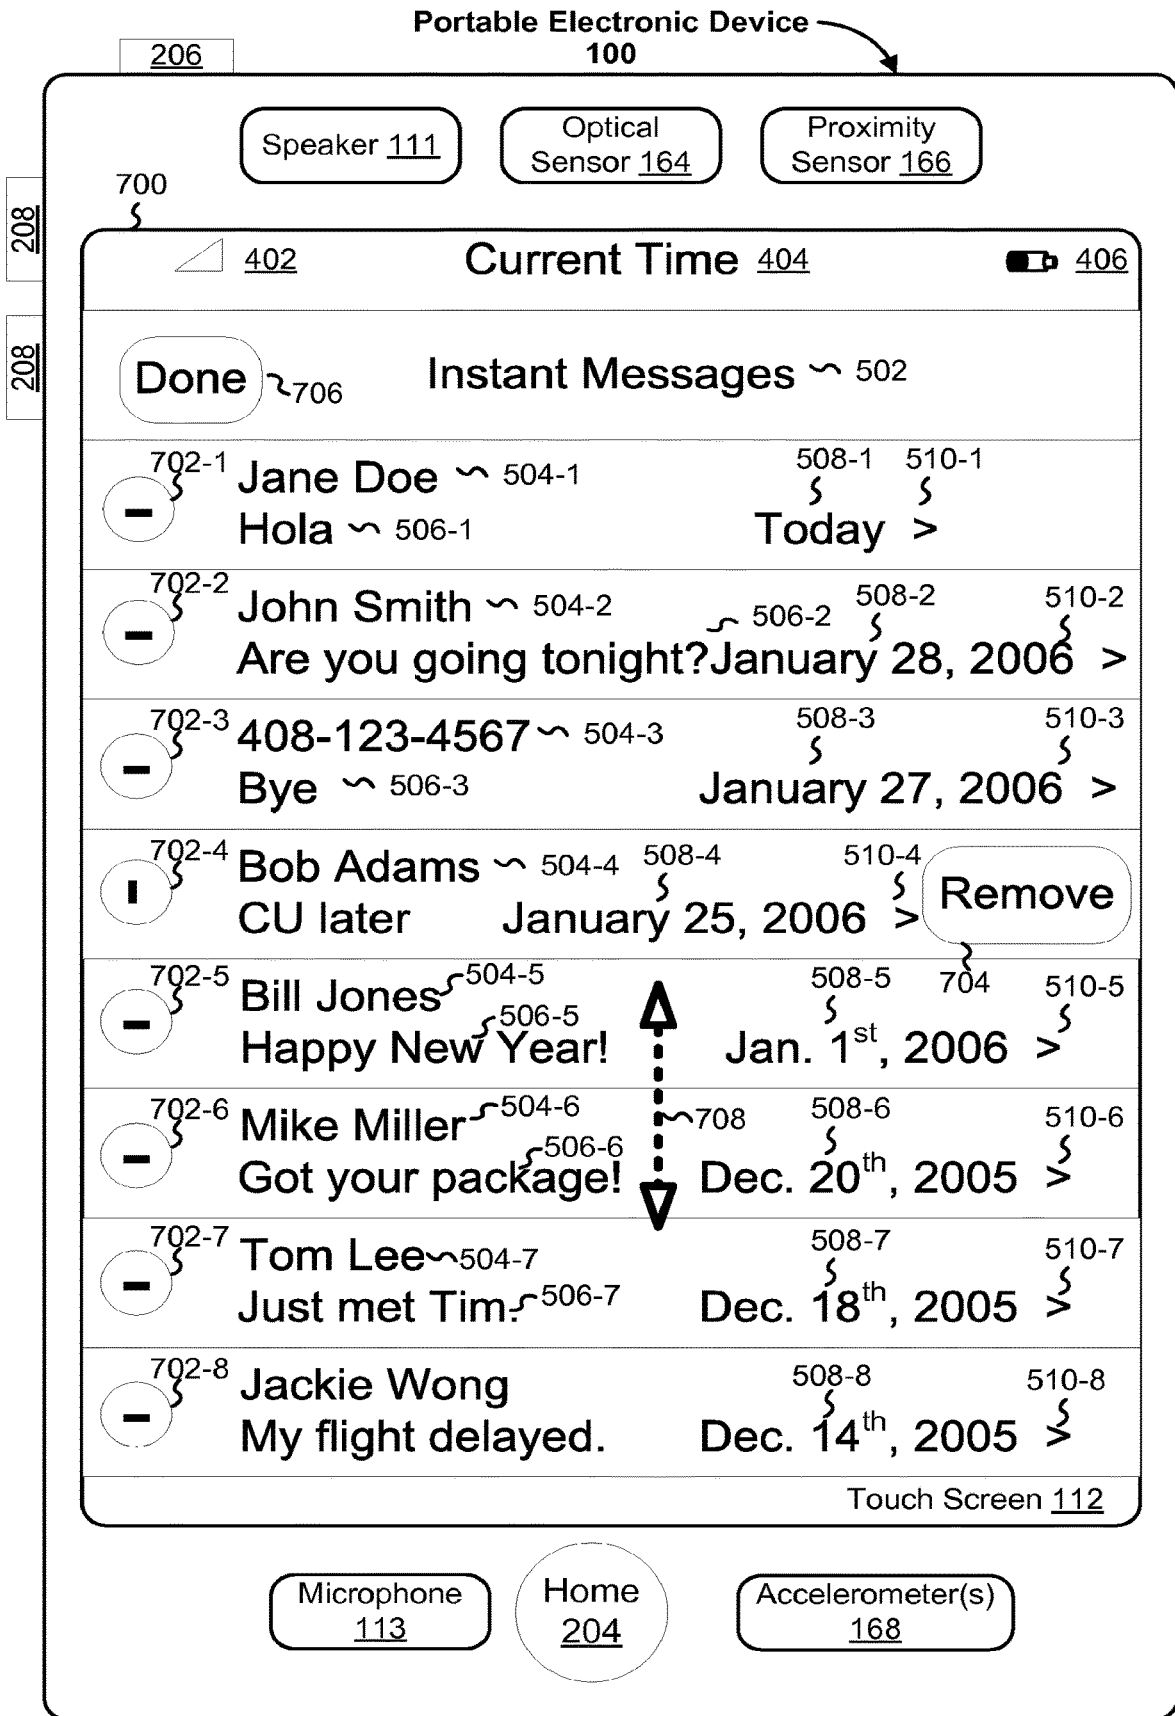 Portable Electronic Device
100
206
Speaker 111
Optical
Sensor 164
Proximity
Sensor 166
208
208
700
402 Current Time 404 406
Done 706 Instant Messages 502
702-1 Jane Doe 504-1 508-1 510-1
Hola 506-1 Today >
702-2 John Smith 504-2 506-2 508-2 510-2
Are you going tonight? January 28, 2006 >
702-3 408-123-4567 504-3 508-3 510-3
Bye 506-3 January 27, 2006 >
702-4 Bob Adams 504-4 508-4 510-4 Remove
CU later January 25, 2006 >
704
702-5 Bill Jones 504-5 508-5 510-5
506-5
Happy New Year! Jan. 1st, 2006 >
702-6 Mike Miller 504-6 708 508-6 510-6
506-6
Got your package! Dec. 20th, 2005 >
702-7 Tom Lee 504-7 508-7 510-7
Just met Tim. 506-7 Dec. 18th, 2005 >
702-8 Jackie Wong 508-8 510-8
My flight delayed. Dec. 14th, 2005 >
Touch Screen 112
Microphone
113
Home
204
Accelerometer(s)
168